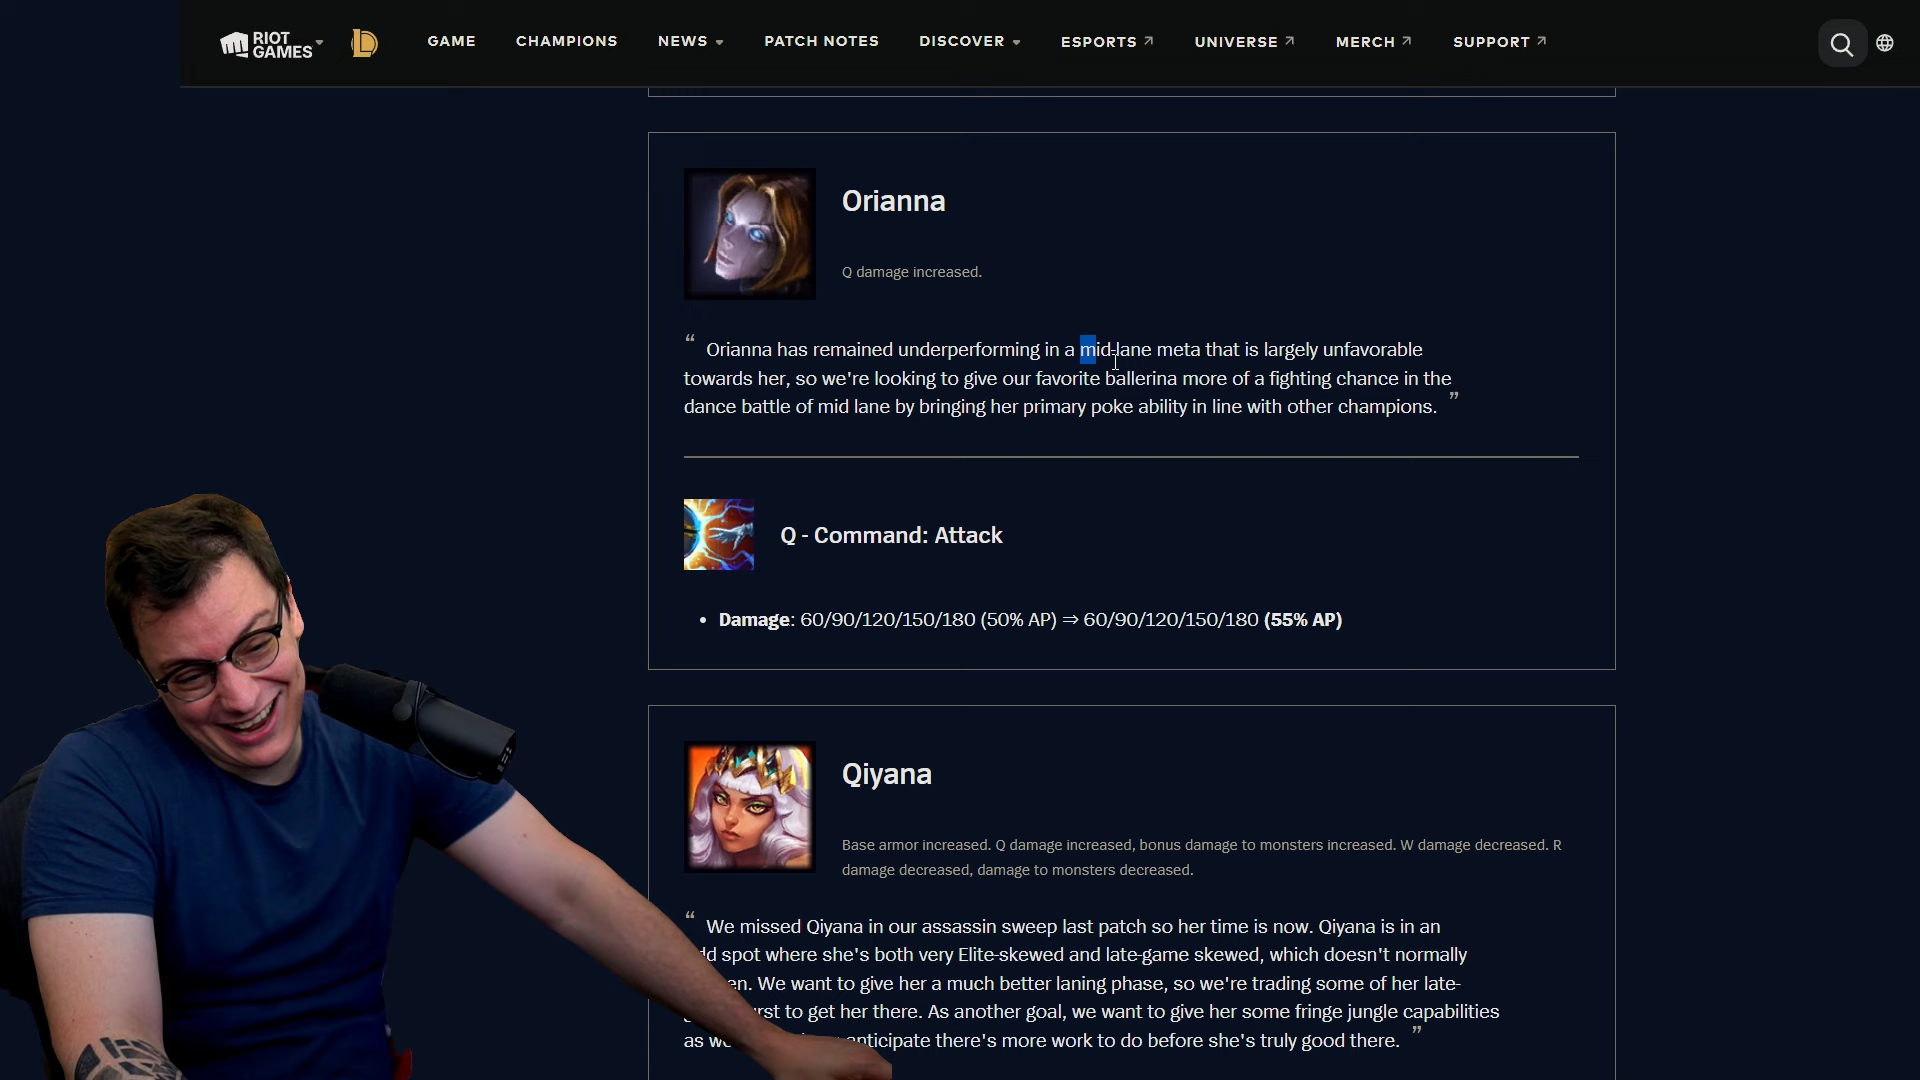 RIOT GAMES GAME CHAMPIONS NEWS PATCH NOTES DISCOVER ESPORTS UNIVERSE MERCH SUPPORT
Orianna
Q damage increased.
“ Orianna has remained underperforming in a mid-lane meta that is largely unfavorable
towards her, so we're looking to give our favorite ballerina more of a fighting chance in the
dance battle of mid lane by bringing her primary poke ability in line with other champions. ”
Q - Command: Attack
• Damage: 60/90/120/150/180 (50% AP) ⇒ 60/90/120/150/180 (55% AP)
Qiyana
Base armor increased. Q damage increased, bonus damage to monsters increased. W damage decreased. R
damage decreased, damage to monsters decreased.
“ We missed Qiyana in our assassin sweep last patch so her time is now. Qiyana is in an
spot where she's both very Elite-skewed and late-game skewed, which doesn't normally
We want to give her a much better laning phase, so we're trading some of her late-
to get her there. As another goal, we want to give her some fringe jungle capabilities
as anticipate there's more work to do before she's truly good there. ”